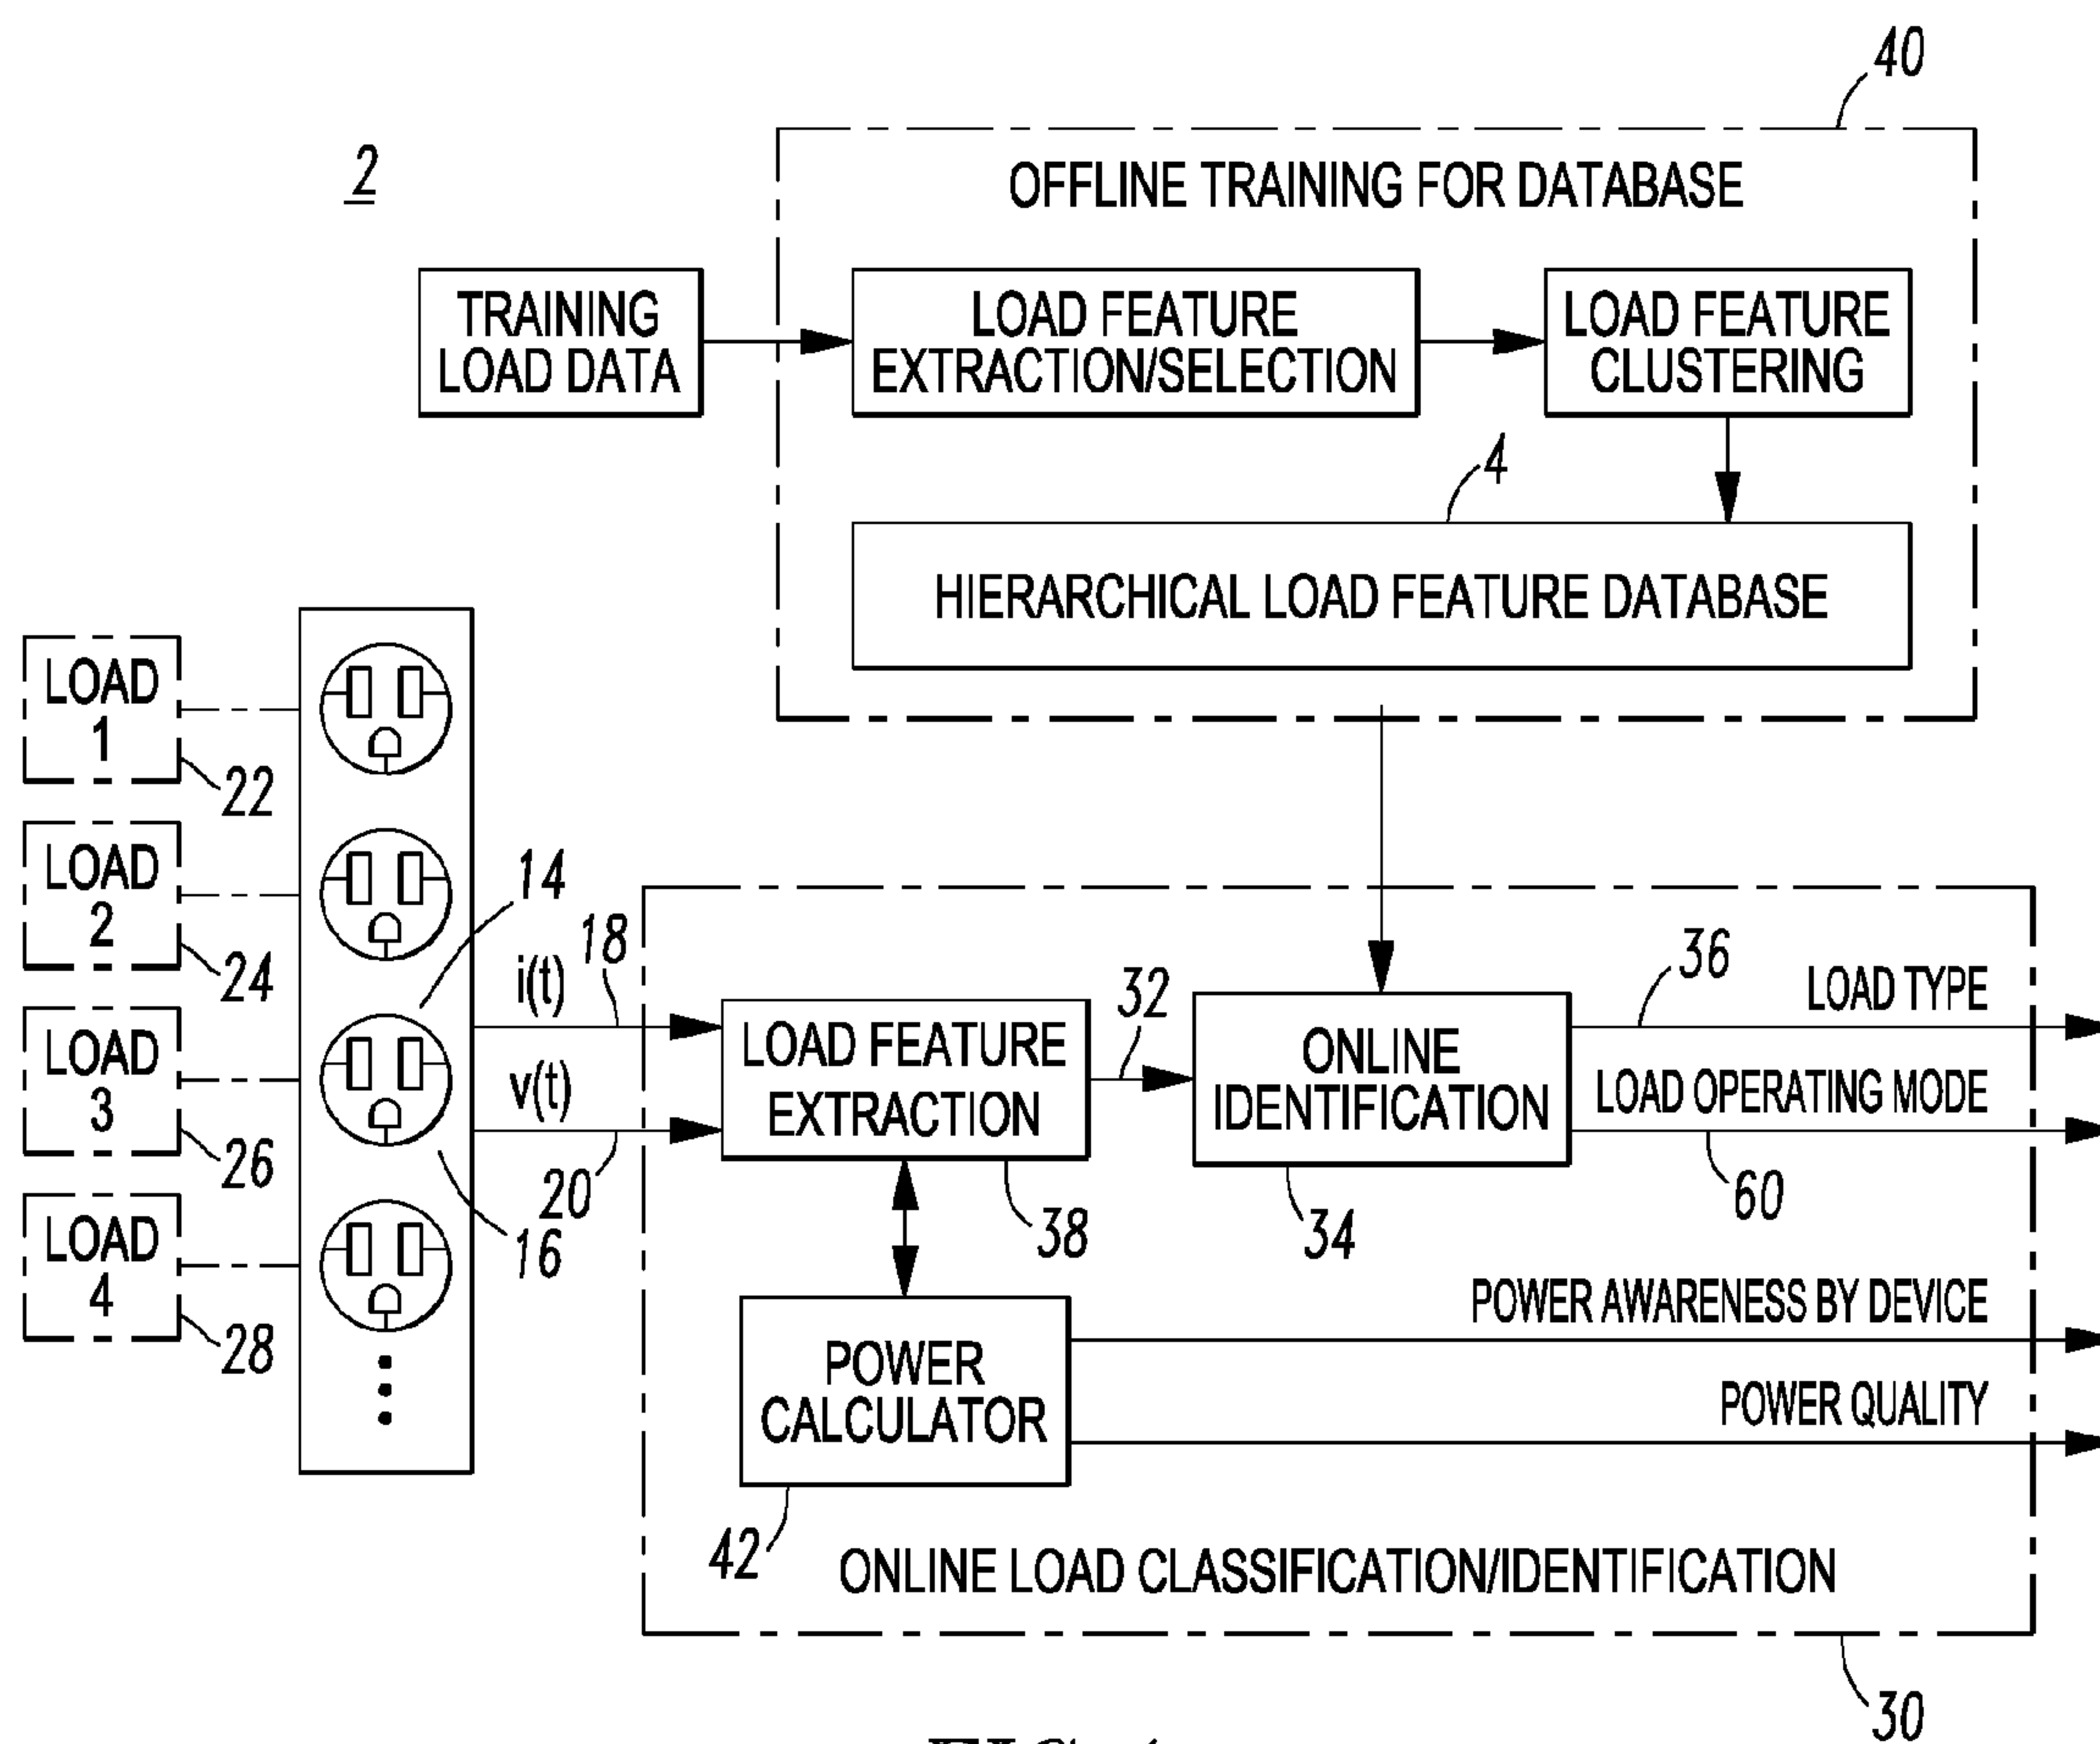 40
2
OFFLINE TRAINING FOR DATABASE
TRAINING
LOAD DATA
LOAD FEATURE
EXTRACTION/SELECTION
LOAD FEATURE
CLUSTERING
4
HIERARCHICAL LOAD FEATURE DATABASE
LOAD
1
22
LOAD
2
24
LOAD
3
26
LOAD
4
28
14
16
i(t)
18
v(t)
20
LOAD FEATURE
EXTRACTION
38
32
ONLINE
IDENTIFICATION
34
36
LOAD TYPE
LOAD OPERATING MODE
60
POWER AWARENESS BY DEVICE
POWER QUALITY
POWER
CALCULATOR
42
ONLINE LOAD CLASSIFICATION/IDENTIFICATION
30